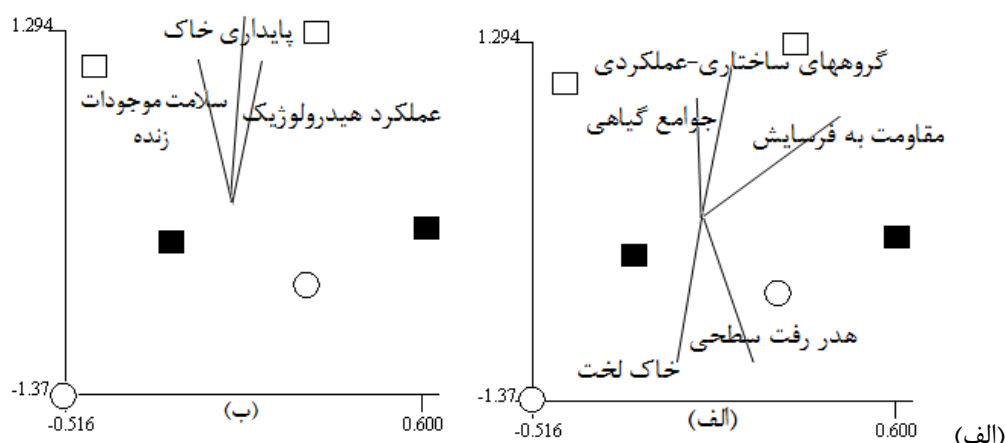 1.294
پایداری خاک
سلامت موجودات
زنده
عملکرد هیدرولوژیک
-1.37
-0.516
(ب)
0.600
1.294
گروههای ساختاری-عملکردی
جوامع گیاهی
مقاومت به فرسایش
هدر رفت سطحی
خاک لخت
-1.37
-0.516
(الف)
0.600
(الف)